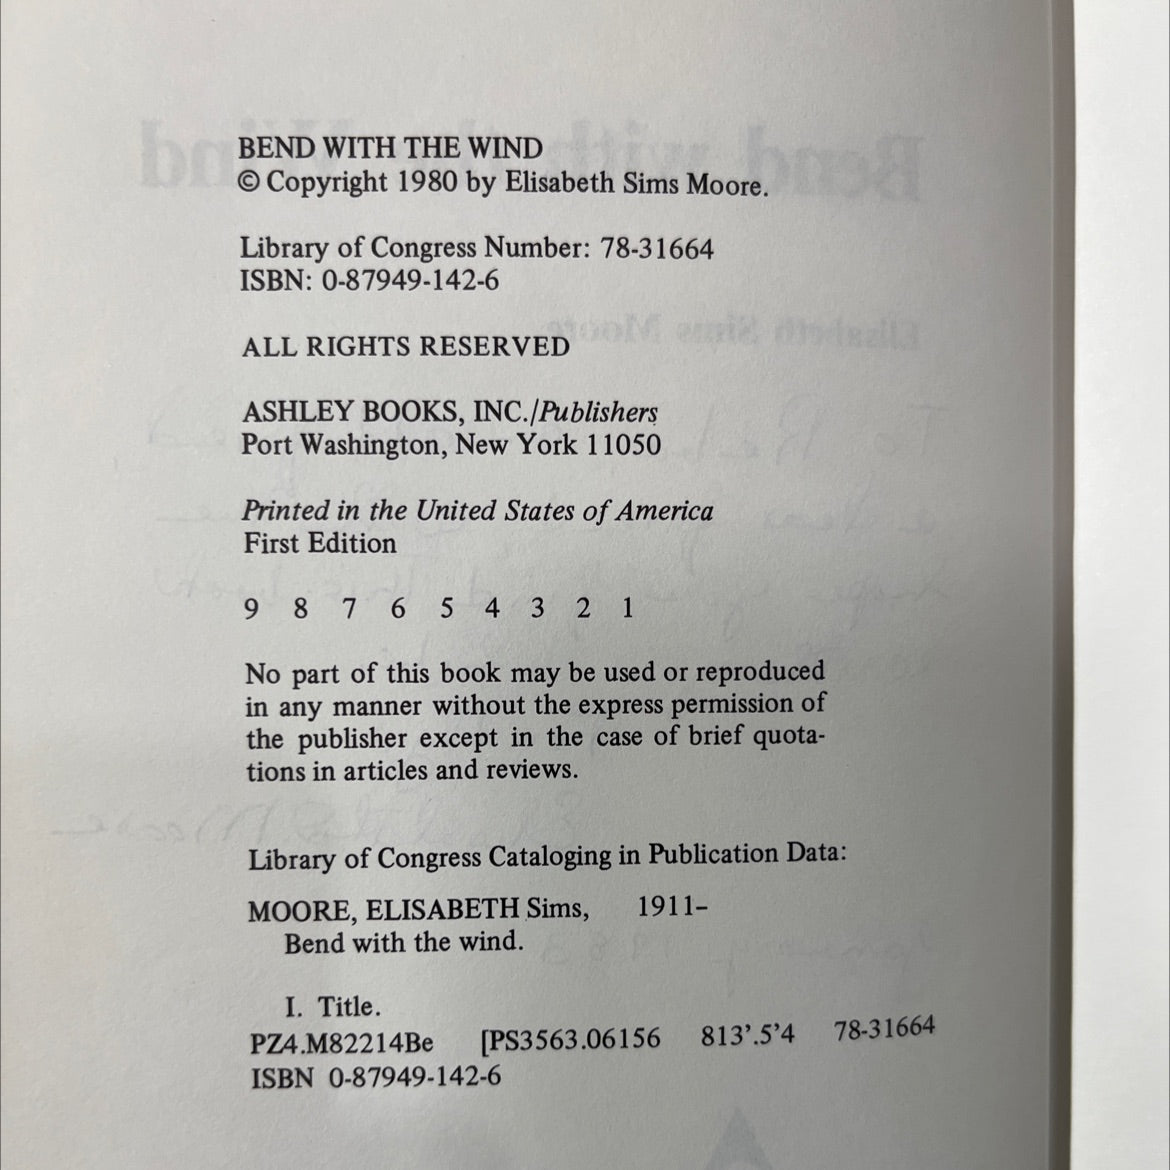 BEND WITH THE WIND
© Copyright 1980 by Elisabeth Sims Moore.
Library of Congress Number: 78-31664
ISBN: 0-87949-142-6
ALL RIGHTS RESERVED
ASHLEY BOOKS, INC./Publishers
Port Washington, New York 11050
Printed in the United States of America
First Edition
9 8 7 6 5 4 3 2 1
No part of this book may be used or reproduced
in any manner without the express permission of
the publisher except in the case of brief quota-
tions in articles and reviews.
Library of Congress Cataloging in Publication Data:
MOORE, ELISABETH Sims, 1911–
Bend with the wind.
I. Title.
PZ4.M82214Be [PS3563.06156 813'.5'4 78-31664
ISBN 0-87949-142-6